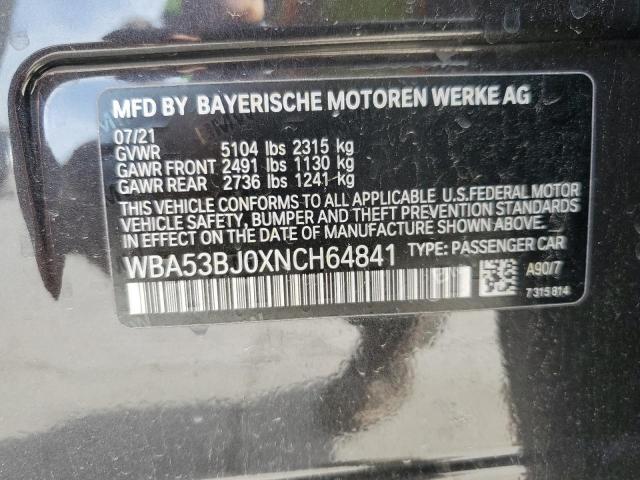 MFD BY BAYERISCHE MOTOREN WERKE AG
07/21
GVWR 5104 lbs 2315 kg
GAWR FRONT 2491 lbs 1130 kg
GAWR REAR 2736 lbs 1241 kg
THIS VEHICLE CONFORMS TO ALL APPLICABLE U.S.FEDERAL MOTOR
VEHICLE SAFETY, BUMPER AND THEFT PREVENTION STANDARDS
IN EFFECT ON THE DATE OF MANUFACTURE SHOWN ABOVE.
WBA53BJ0XNCH64841 TYPE: PASSENGER CAR
A90/7
7315814